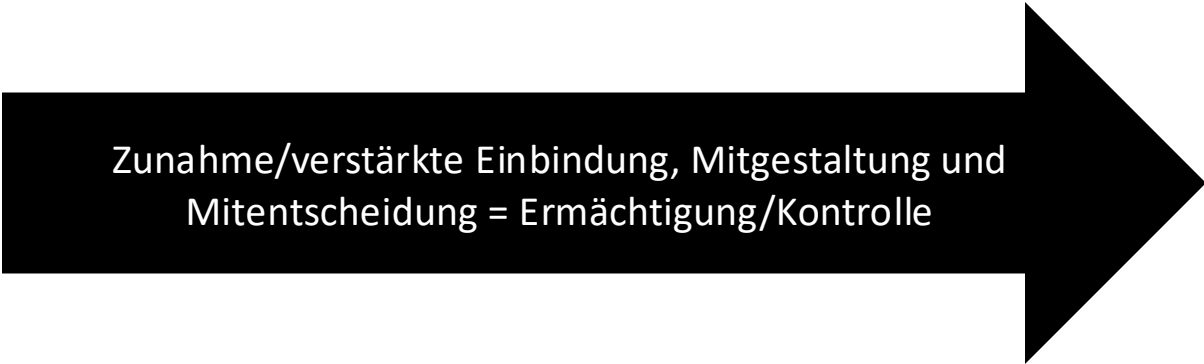 Zunahme/verstärkte Einbindung, Mitgestaltung und
Mitentscheidung = Ermächtigung/Kontrolle